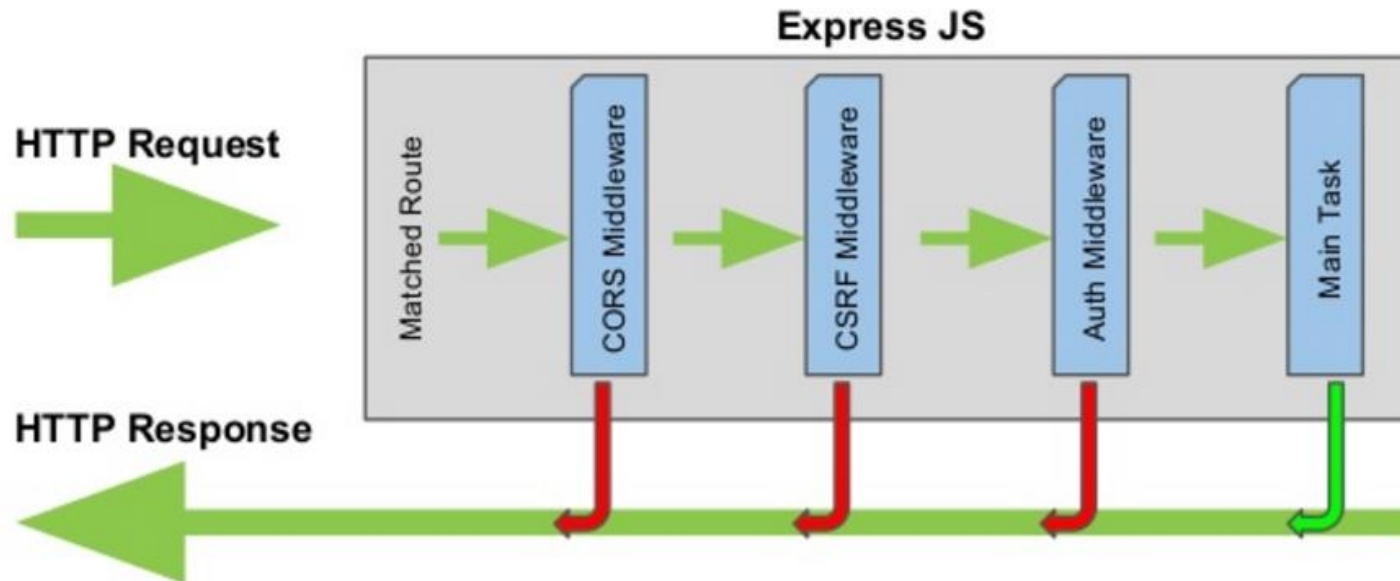 Express JS
HTTP Request
Matched Route
CORS Middleware
CSRF Middleware
Auth Middleware
Main Task
HTTP Response